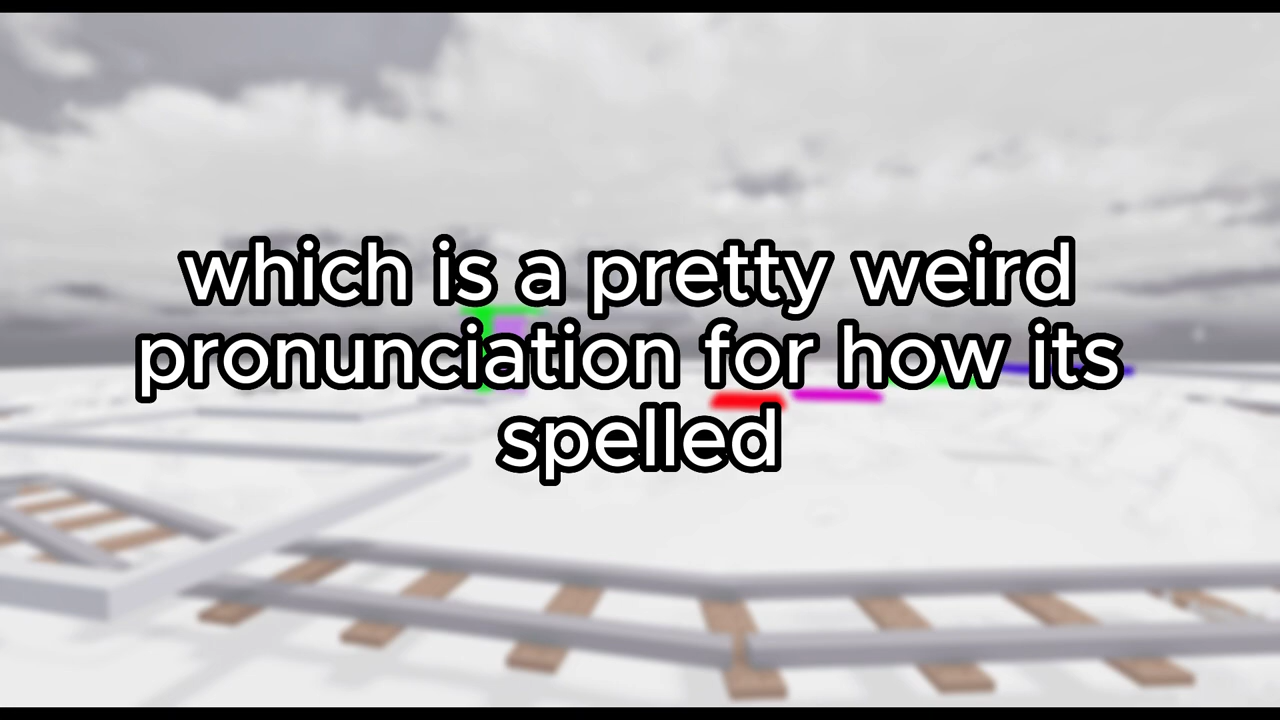 which is a pretty weird
pronunciation for how its
spelled